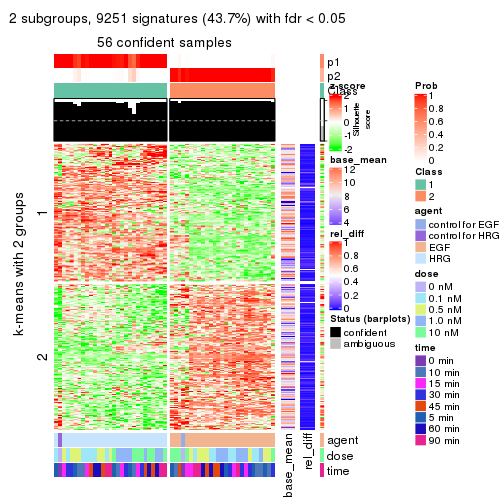 2 subgroups, 9251 signatures (43.7%) with fdr < 0.05
56 confident samples
p1
p2
Class
z-score
2
1
0
-1
-2
Silhouette
score
k-means with 2 groups
1
2
base_mean
12
10
8
6
4
rel_diff
1
0.8
0.6
0.4
0.2
0
Status (barplots)
confident
ambiguous
Prob
1
0.8
0.6
0.4
0.2
0
Class
1
2
agent
control for EGF
control for HRG
EGF
HRG
dose
0 nM
0.1 nM
0.5 nM
1.0 nM
10 nM
time
0 min
10 min
15 min
30 min
45 min
5 min
60 min
90 min
agent
dose
time
base_mean
rel_diff